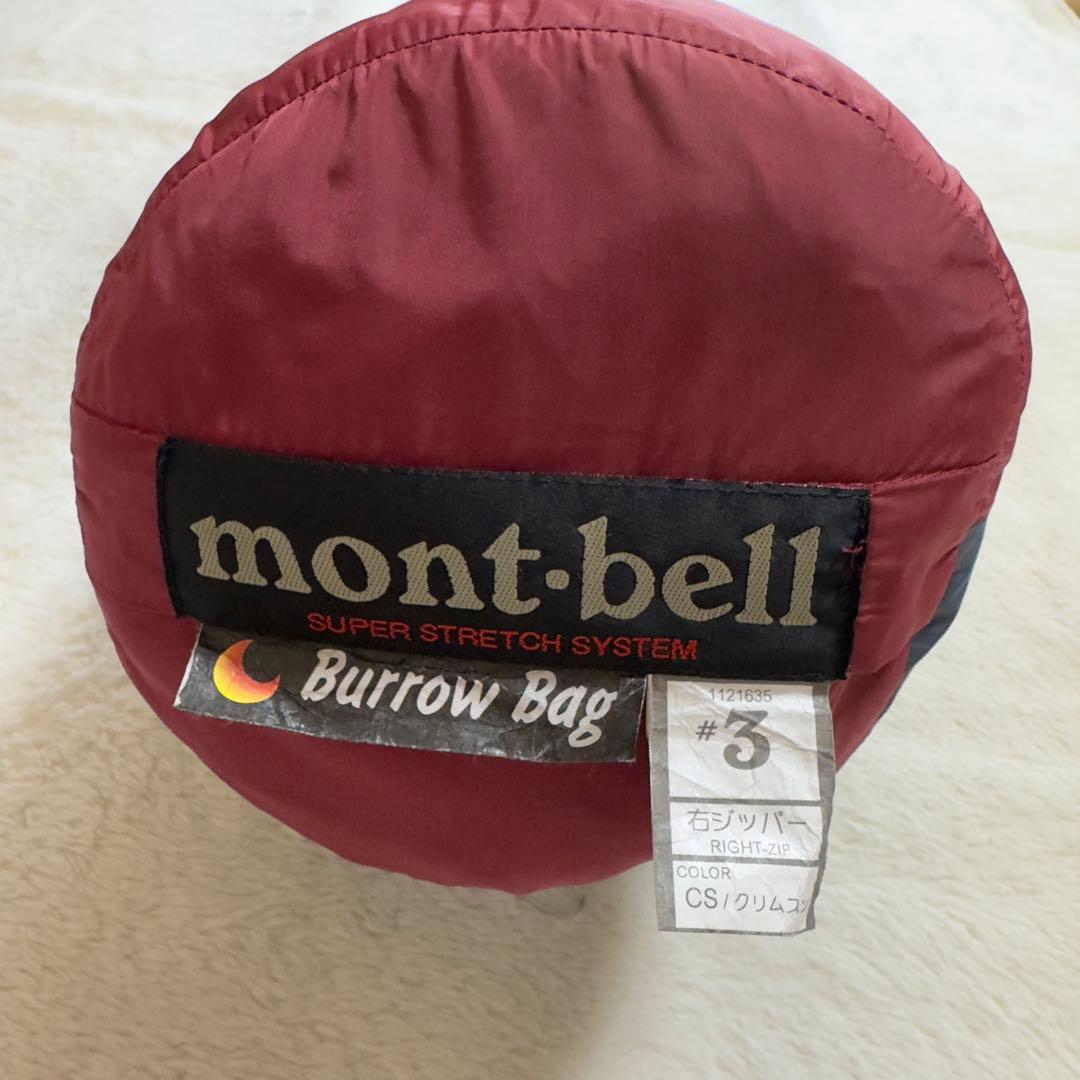 mont·bell
SUPER STRETCH SYSTEM
Burrow Bag
1121635
#3
右ジッパー
RIGHT-ZIP
COLOR
CS/クリムズン